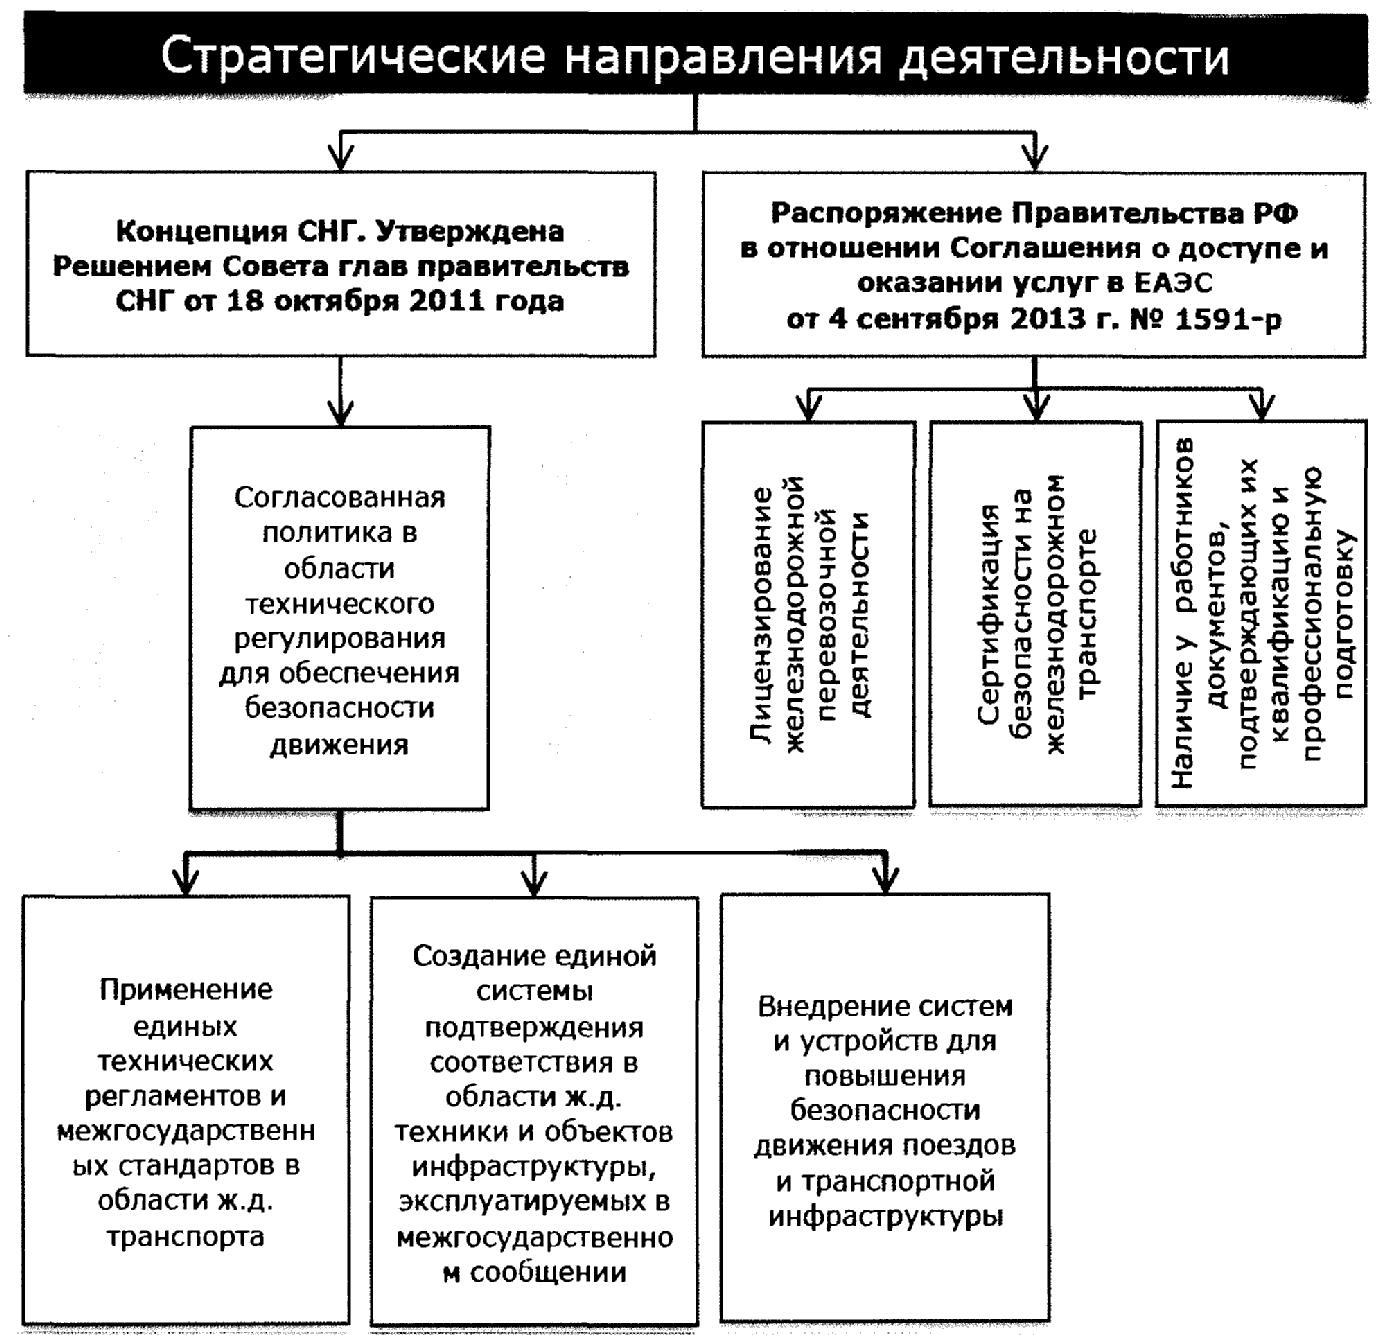 Стратегические направления деятельности
Концепция СНГ. Утверждена
Решением Совета глав правительств
СНГ от 18 октября 2011 года
Распоряжение Правительства РФ
в отношении Соглашения о доступе и
оказании услуг в ЕАЭС
от 4 сентября 2013 г. № 1591-р
Согласованная
политика в
области
технического
регулирования
для обеспечения
безопасности
движения
Лицензирование
железнодорожной
перевозочной
деятельности
Сертификация
безопасности на
железнодорожном
транспорте
Наличие у работников
документов,
подтверждающих их
квалификацию и
профессиональную
подготовку
Применение
единых
технических
регламентов и
межгосударственн
ых стандартов в
области ж.д.
транспорта
Создание единой
системы
подтверждения
соответствия в
области ж.д.
техники и объектов
инфраструктуры,
эксплуатируемых в
межгосударственно
м сообщении
Внедрение систем
и устройств для
повышения
безопасности
движения поездов
и транспортной
инфраструктуры